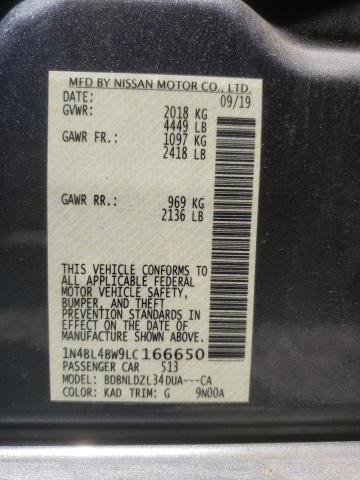 MFD BY NISSAN MOTOR CO., LTD.
DATE: 09/19
GVWR: 2018 KG
4449 LB
GAWR FR.: 1097 KG
2418 LB
GAWR RR.: 969 KG
2136 LB
THIS VEHICLE CONFORMS TO
ALL APPLICABLE FEDERAL
MOTOR VEHICLE SAFETY,
BUMPER, AND THEFT
PREVENTION STANDARDS
IN EFFECT ON THE DATE OF
MANUFACTURE SHOWN ABOVE.
1N4BL4BW9LC166650
PASSENGER CAR 513
MODEL: BDBNLDZL34DUA---CA
COLOR: KAD TRIM: G 9N00A